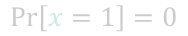 Pr[x = 1] = 0